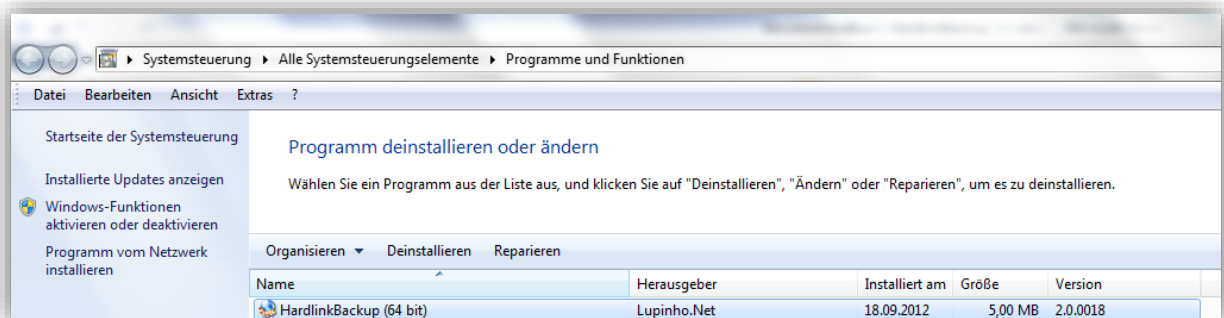 Systemsteuerung ▸ Alle Systemsteuerungselemente ▸ Programme und Funktionen
Datei Bearbeiten Ansicht Extras ?
Startseite der Systemsteuerung
Installierte Updates anzeigen
Windows-Funktionen
aktivieren oder deaktivieren
Programm vom Netzwerk
installieren
Programm deinstallieren oder ändern
Wählen Sie ein Programm aus der Liste aus, und klicken Sie auf "Deinstallieren", "Ändern" oder "Reparieren", um es zu deinstallieren.
Organisieren Deinstallieren Reparieren
Name Herausgeber Installiert am Größe Version
HardlinkBackup (64 bit) Lupinho.Net 18.09.2012 5,00 MB 2.0.0018